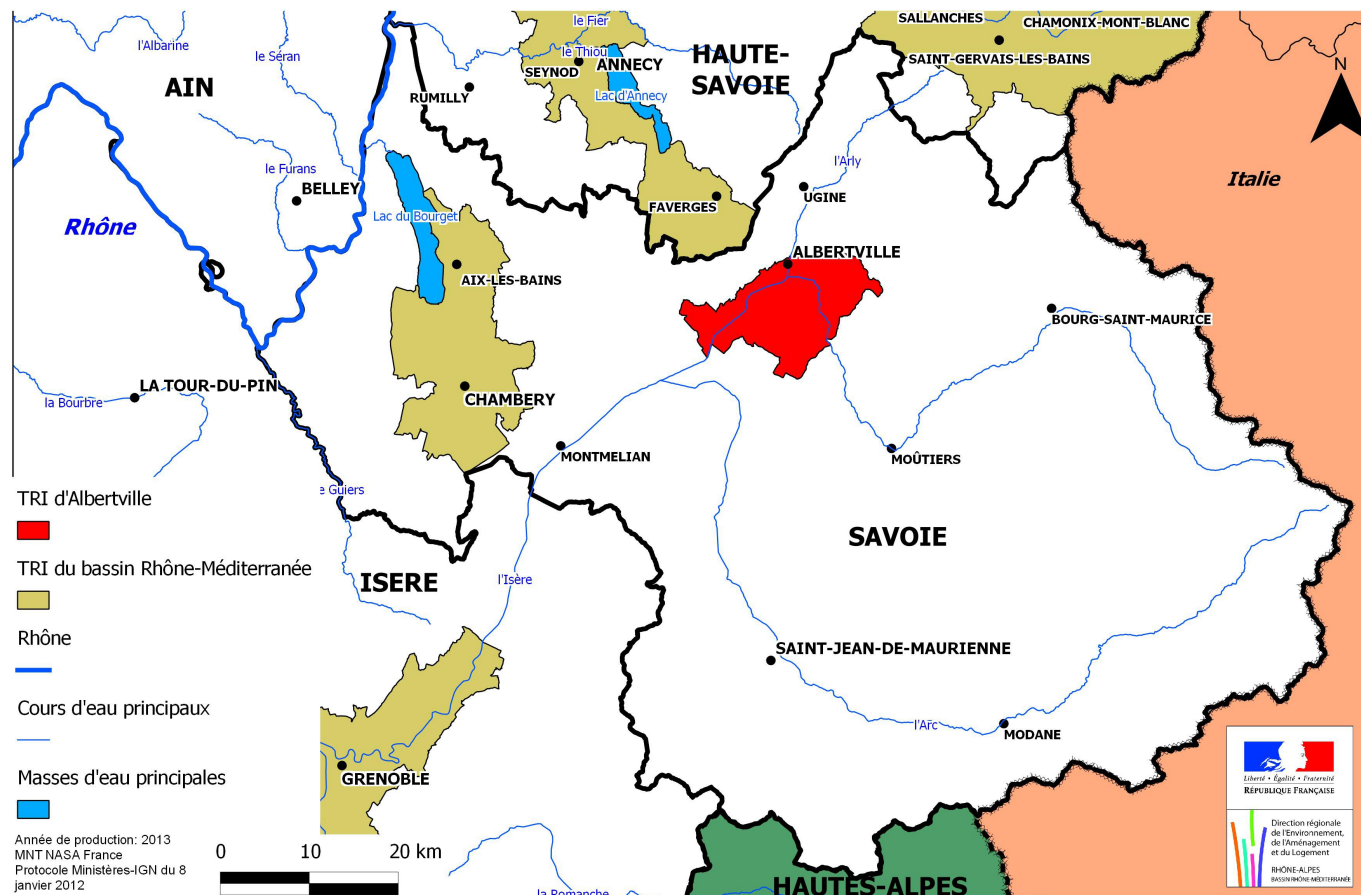 le Fier
SALLANCHES
CHAMONIX-MONT-BLANC
l'Albarine
le Séran
le Thiou
HAUTE-
SAVOIE
SEYNOD
ANNECY
SAINT-GERVAIS-LES-BAINS
N
AIN
RUMILLY
Lac d'Annecy
le Furans
l'Arly
Italie
BELLEY
UGINE
FAVERGES
Lac du Bourget
Rhône
ALBERTVILLE
AIX-LES-BAINS
BOURG-SAINT-MAURICE
LA TOUR-DU-PIN
la Bourbre
CHAMBERY
MONTMELIAN
MOÛTIERS
e Guiers
SAVOIE
ISERE
l'Isère
SAINT-JEAN-DE-MAURIENNE
l'Arc
MODANE
GRENOBLE
la Romanche
HAUTES-ALPES
TRI d'Albertville
TRI du bassin Rhône-Méditerranée
Rhône
Cours d'eau principaux
Masses d'eau principales
Année de production: 2013
MNT NASA France
Protocole Ministères-IGN du 8
janvier 2012
0 10 20 km
Liberté • Égalité • Fraternité
RÉPUBLIQUE FRANÇAISE
Direction régionale
de l'Environnement,
de l'Aménagement
et du Logement
RHÔNE-ALPES
BASSIN RHÔNE-MÉDITERRANÉE